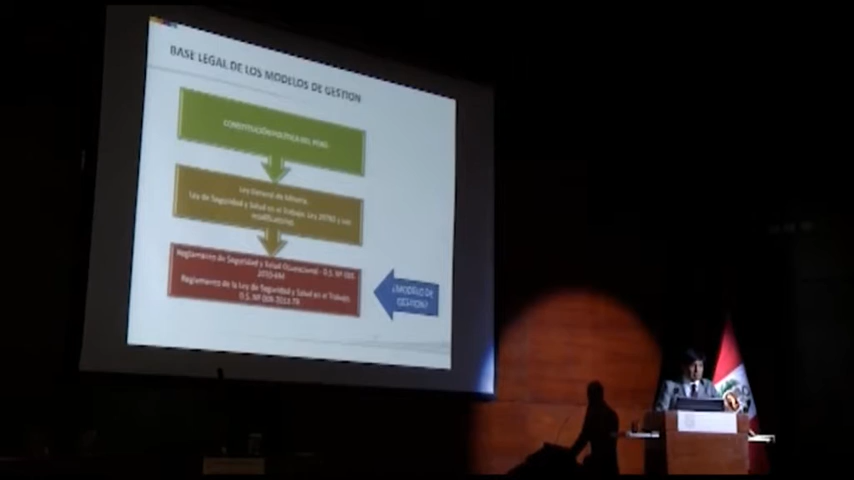 BASE LEGAL DE LOS MODELOS DE GESTION
CONSTITUCIÓN POLITICA DEL PERÚ
Ley General de Minería.
Ley de Seguridad y Salud en el Trabajo, Ley 29783 y sus
modificatorias
Reglamento de Seguridad y Salud Ocupacional - D.S. Nº 055
2010-EM
Reglamento de la Ley de Seguridad y Salud en el Trabajo
D.S. Nº 005-2012-TR
¿MODELO DE
GESTION?